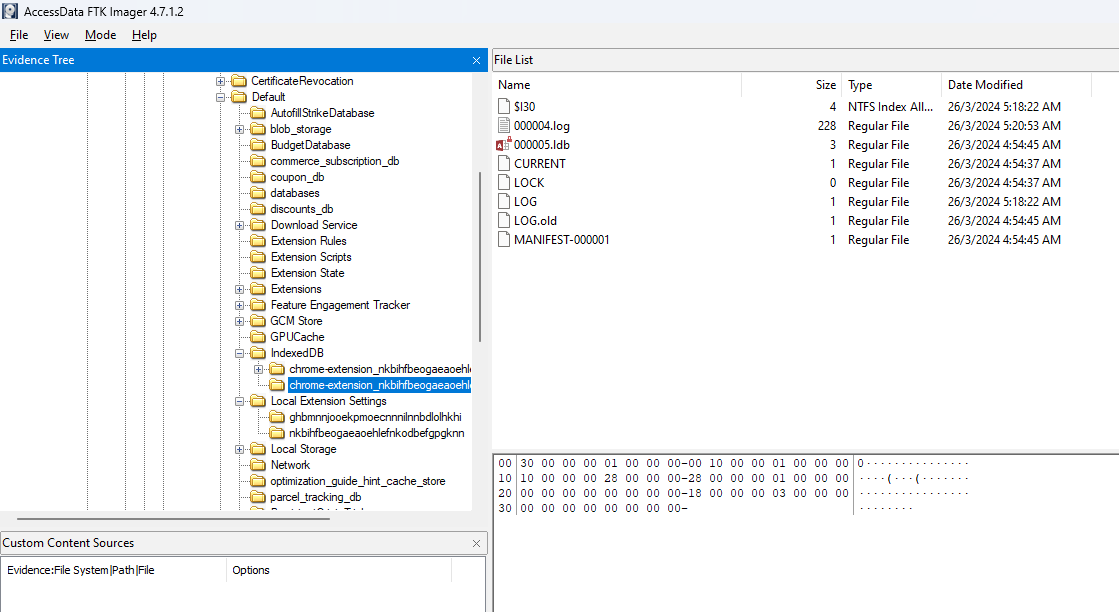 AccessData FTK Imager 4.7.1.2
File View Mode Help
Evidence Tree
CertificateRevocation
Default
AutofillStrikeDatabase
blob_storage
BudgetDatabase
commerce_subscription_db
coupon_db
databases
discounts_db
Download Service
Extension Rules
Extension Scripts
Extension State
Extensions
Feature Engagement Tracker
GCM Store
GPUCache
IndexedDB
chrome-extension_nkbihfbeogaeaoehle
chrome-extension_nkbihfbeogaeaoehle
Local Extension Settings
ghbmnnjooekpmoecnnnilnnbdlolhkhi
nkbihfbeogaeaoehlefnkodbefgpgknn
Local Storage
Network
optimization_guide_hint_cache_store
parcel_tracking_db
File List
Name Size Type Date Modified
$I30 4 NTFS Index All... 26/3/2024 5:18:22 AM
000004.log 228 Regular File 26/3/2024 5:20:53 AM
000005.ldb 3 Regular File 26/3/2024 4:54:45 AM
CURRENT 1 Regular File 26/3/2024 4:54:37 AM
LOCK 0 Regular File 26/3/2024 4:54:37 AM
LOG 1 Regular File 26/3/2024 5:18:22 AM
LOG.old 1 Regular File 26/3/2024 4:54:45 AM
MANIFEST-000001 1 Regular File 26/3/2024 4:54:45 AM
00 30 00 00 00 01 00 00 00-00 10 00 00 01 00 00 00 0···············
10 10 00 00 00 28 00 00 00-28 00 00 00 01 00 00 00 ····(···(·······
20 00 00 00 00 00 00 00 00-18 00 00 00 03 00 00 00 ················
30 00 00 00 00 00 00 00 00- ········
Custom Content Sources
Evidence:File System|Path|File Options